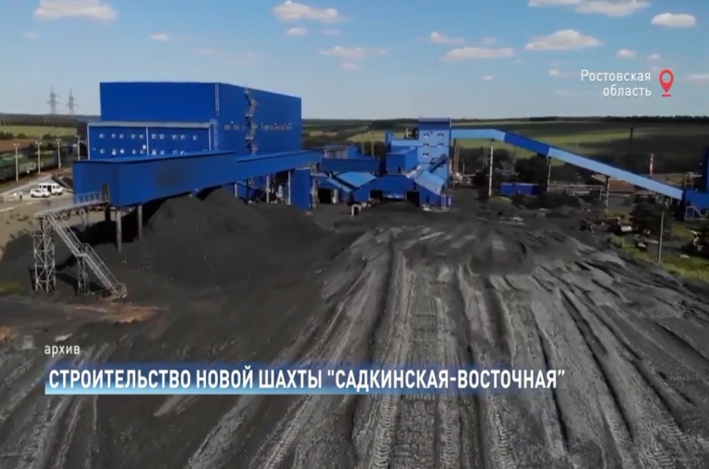 Ростовская
область
архив
СТРОИТЕЛЬСТВО НОВОЙ ШАХТЫ "САДКИНСКАЯ-ВОСТОЧНАЯ”